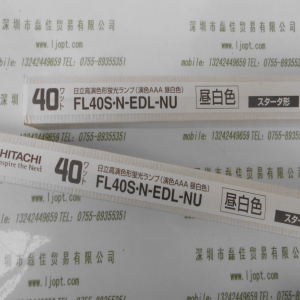 深圳市磊佳贸易有限公司
www.ljopt.com
mobile: 13242449659 TEL: 0755-89355351
40ワット
日立高演色形蛍光ランプ（演色AAA 昼白色）
FL40S・N-EDL-NU
昼白色
スタータ形
深圳市磊佳贸易有限公司
www.ljopt.com
HITACHI
Inspire the Next
40ワット
日立高演色形蛍光ランプ（演色AAA 昼白色）
FL40S・N-EDL-NU
昼白色
スタータ
mobile: 13242449659 TEL: 0755-89355351
深圳市磊佳贸易有限公司
www.ljopt.com